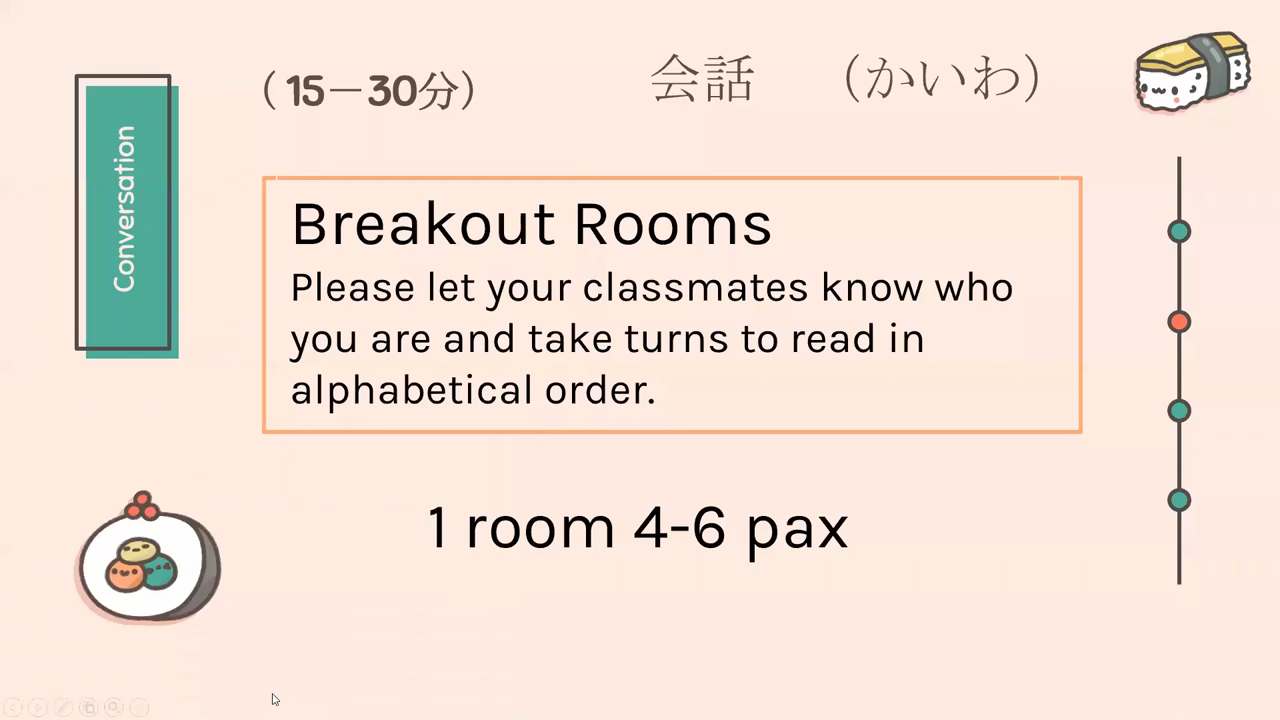 Conversation
（15－30分）
会話　（かいわ）
Breakout Rooms
Please let your classmates know who
you are and take turns to read in
alphabetical order.
1 room 4-6 pax